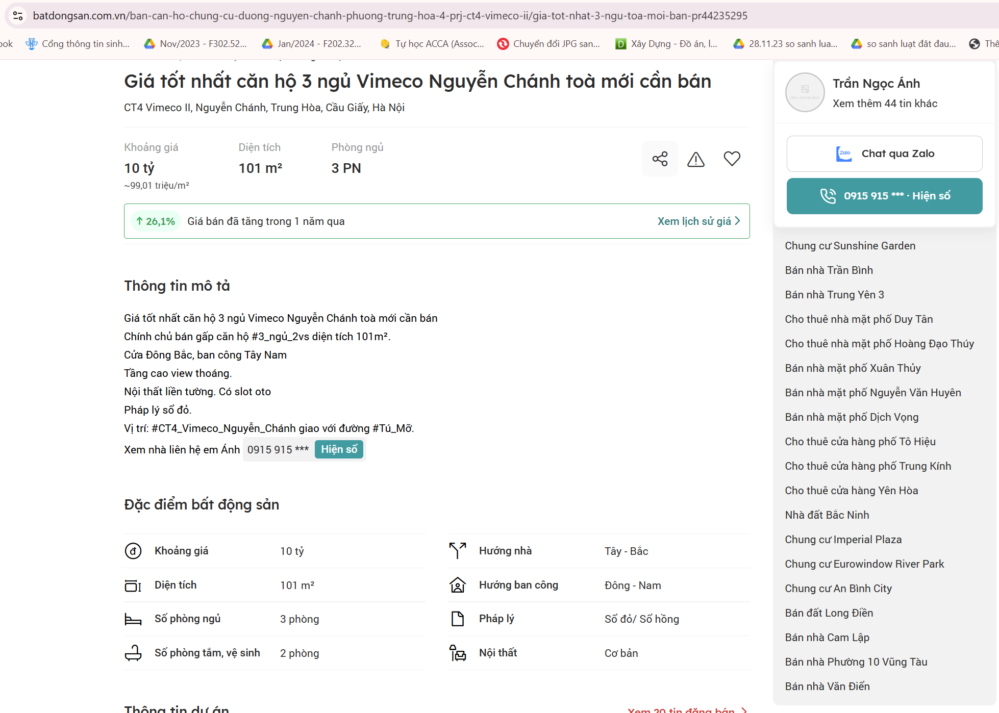 batdongsan.com.vn/ban-can-ho-chung-cu-duong-nguyen-chanh-phuong-trung-hoa-4-prj-ct4-vimeco-ii/gia-tot-nhat-3-ngu-toa-moi-ban-pr44235295
ook
Cổng thông tin sinh...
Nov/2023 - F302.52...
Jan/2024 - F202.32...
Tự học ACCA (Assoc...
Chuyển đổi JPG san...
Xây Dựng - Đồ án, l...
28.11.23 so sanh lua...
so sanh luạt đât đau...
Thê
Giá tốt nhất căn hộ 3 ngủ Vimeco Nguyễn Chánh toà mới cần bán
CT4 Vimeco II, Nguyễn Chánh, Trung Hòa, Cầu Giấy, Hà Nội
Khoảng giá
Diện tích
Phòng ngủ
10 tỷ
101 m²
3 PN
~99,01 triệu/m²
26,1%
Giá bán đã tăng trong 1 năm qua
Xem lịch sử giá
Thông tin mô tả
Giá tốt nhất căn hộ 3 ngủ Vimeco Nguyễn Chánh toà mới cần bán
Chính chủ bán gấp căn hộ #3_ngủ_2vs diện tích 101m².
Cửa Đông Bắc, ban công Tây Nam
Tầng cao view thoáng.
Nội thất liền tường. Có slot oto
Pháp lý sổ đỏ.
Vị trí: #CT4_Vimeco_Nguyễn_Chánh giao với đường #Tú_Mỡ.
Xem nhà liên hệ em Ánh 0915 915 *** Hiện số
Đặc điểm bất động sản
Khoảng giá 10 tỷ
Hướng nhà Tây - Bắc
Diện tích 101 m²
Hướng ban công Đông - Nam
Số phòng ngủ 3 phòng
Pháp lý Sổ đỏ/ Sổ hồng
Số phòng tắm, vệ sinh 2 phòng
Nội thất Cơ bản
Thông tin dự án
Xem 20 tin đăng bán
Trần Ngọc Ánh
Xem thêm 44 tin khác
Zalo
Chat qua Zalo
0915 915 *** · Hiện số
Chung cư Sunshine Garden
Bán nhà Trần Bình
Bán nhà Trung Yên 3
Cho thuê nhà mặt phố Duy Tân
Cho thuê nhà mặt phố Hoàng Đạo Thúy
Bán nhà mặt phố Xuân Thủy
Bán nhà mặt phố Nguyễn Văn Huyên
Bán nhà mặt phố Dịch Vọng
Cho thuê cửa hàng phố Tô Hiệu
Cho thuê cửa hàng phố Trung Kính
Cho thuê cửa hàng Yên Hòa
Nhà đất Bắc Ninh
Chung cư Imperial Plaza
Chung cư Eurowindow River Park
Chung cư An Bình City
Bán đất Long Điền
Bán nhà Cam Lập
Bán nhà Phường 10 Vũng Tàu
Bán nhà Văn Điển